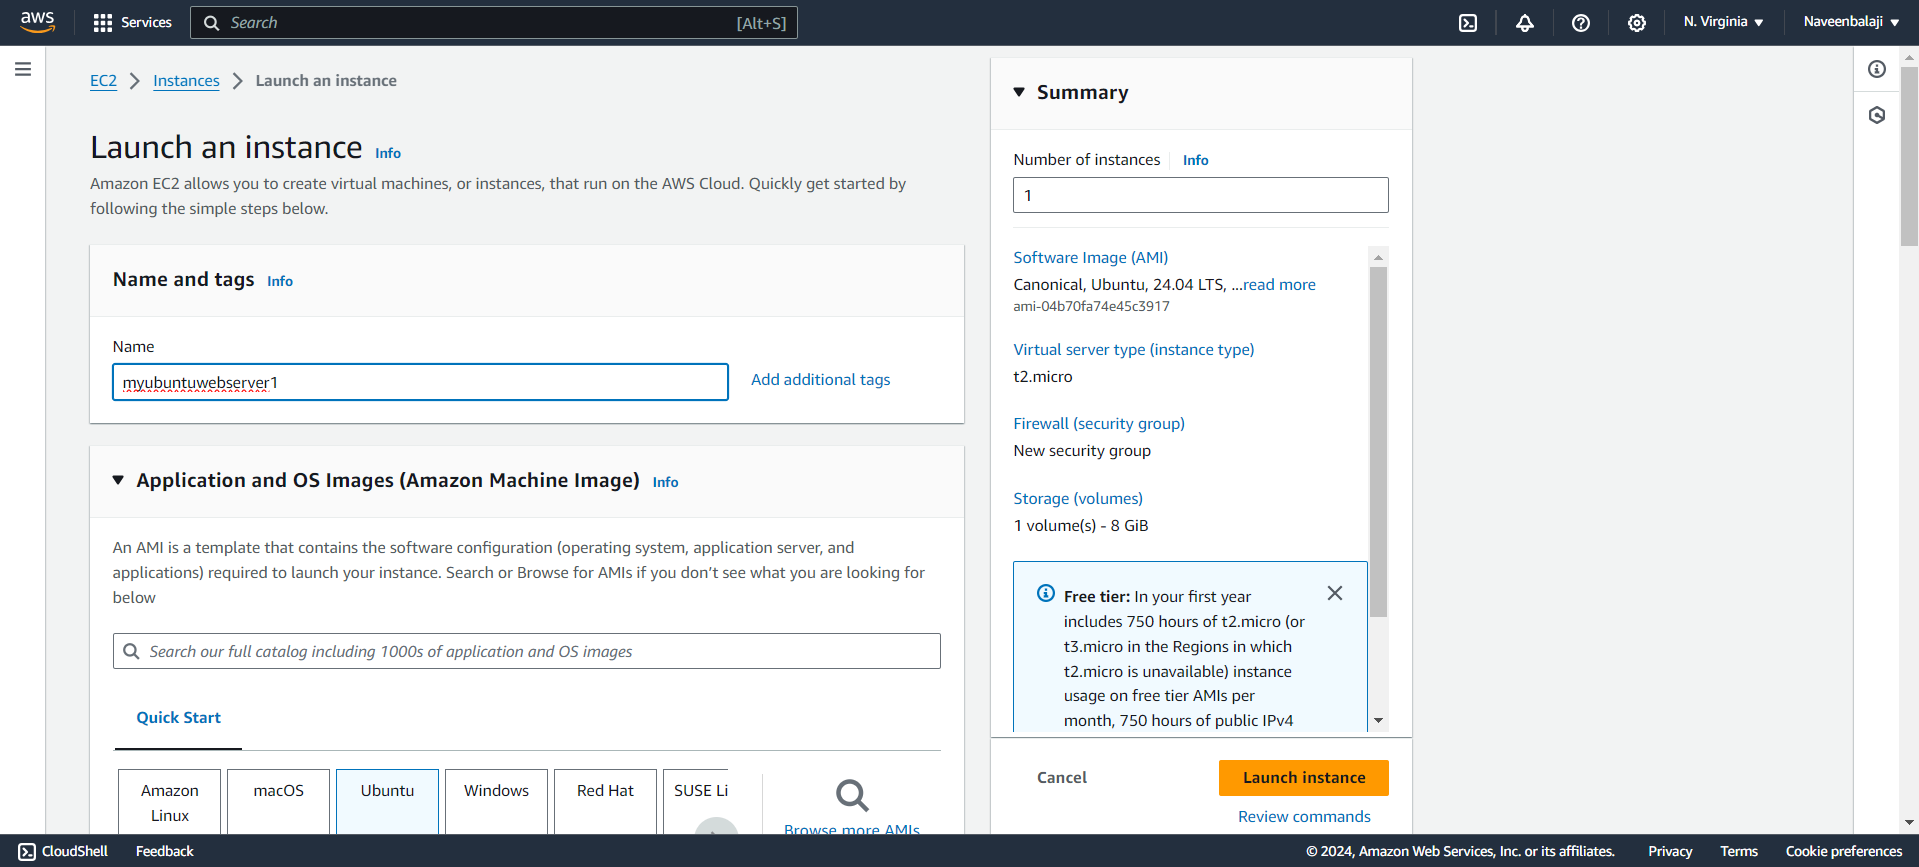 aws
Services
Search
[Alt+S]
N. Virginia
Naveenbalaji
EC2
Instances
Launch an instance
Launch an instance
Info
Amazon EC2 allows you to create virtual machines, or instances, that run on the AWS Cloud. Quickly get started by
following the simple steps below.
Name and tags
Info
Name
myubuntuwebserver1
Add additional tags
Application and OS Images (Amazon Machine Image)
Info
An AMI is a template that contains the software configuration (operating system, application server, and
applications) required to launch your instance. Search or Browse for AMIs if you don’t see what you are looking for
below
Search our full catalog including 1000s of application and OS images
Quick Start
Amazon
Linux
macOS
Ubuntu
Windows
Red Hat
SUSE Li
Browse more AMIs
Summary
Number of instances
Info
1
Software Image (AMI)
Canonical, Ubuntu, 24.04 LTS, ...read more
ami-04b70fa74e45c3917
Virtual server type (instance type)
t2.micro
Firewall (security group)
New security group
Storage (volumes)
1 volume(s) - 8 GiB
Free tier: In your first year
includes 750 hours of t2.micro (or
t3.micro in the Regions in which
t2.micro is unavailable) instance
usage on free tier AMIs per
month, 750 hours of public IPv4
Cancel
Launch instance
Review commands
CloudShell
Feedback
© 2024, Amazon Web Services, Inc. or its affiliates.
Privacy
Terms
Cookie preferences